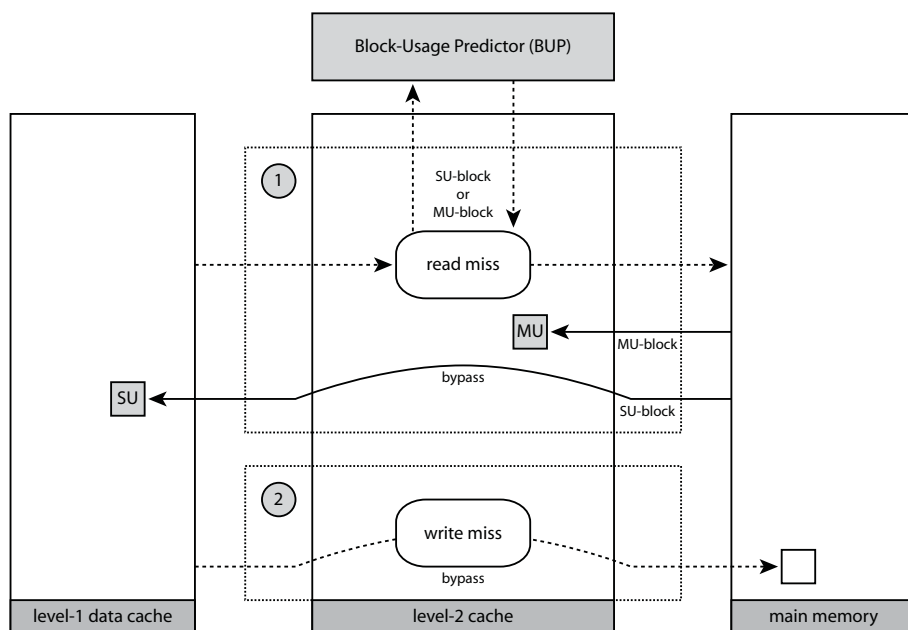 Block-Usage Predictor (BUP)
1
SU-block
or
MU-block
read miss
MU
MU-block
bypass
SU
SU-block
2
write miss
bypass
level-1 data cache
level-2 cache
main memory